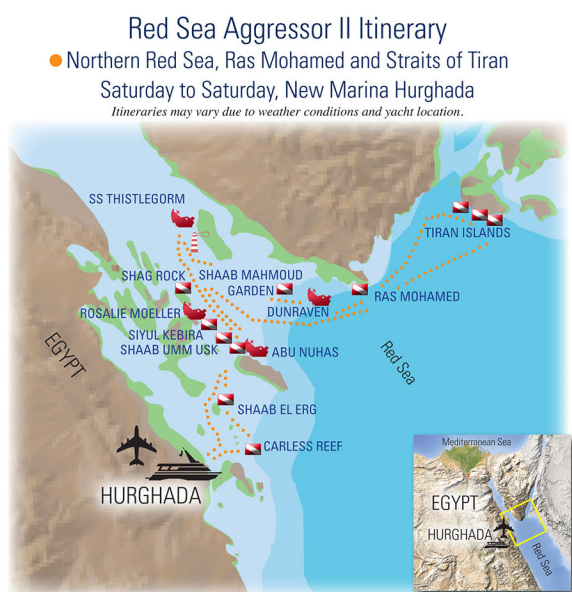 Red Sea Aggressor II Itinerary
Northern Red Sea, Ras Mohamed and Straits of Tiran
Saturday to Saturday, New Marina Hurghada
Itineraries may vary due to weather conditions and yacht location.
SS THISTLEGORM
TIRAN ISLANDS
SHAG ROCK
SHAAB MAHMOUD
GARDEN
RAS MOHAMED
DUNRAVEN
ROSALIE MOELLER
SIYUL KEBIRA
SHAAB UMM USK
ABU NUHAS
EGYPT
Red Sea
SHAAB EL ERG
CARLESS REEF
HURGHADA
Mediterranean Sea
EGYPT
HURGHADA
Red Sea